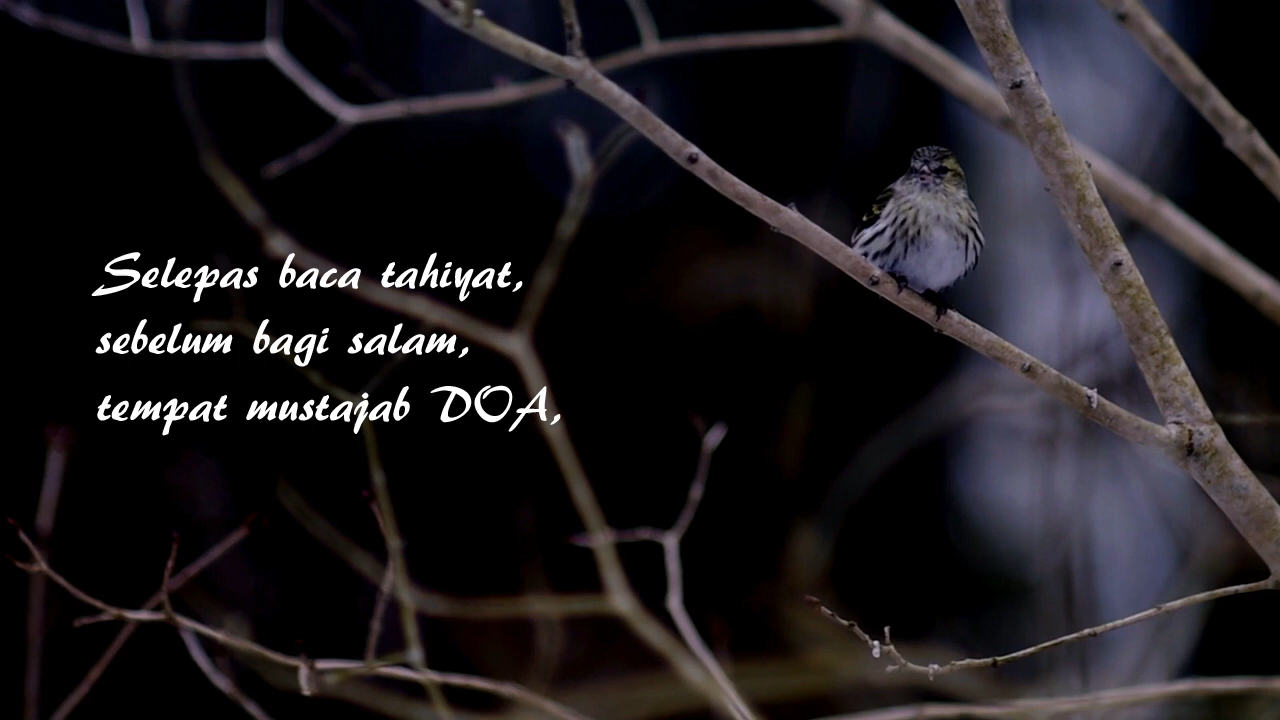 Selepas baca tahiyat,
sebelum bagi salam,
tempat mustajab DOA,